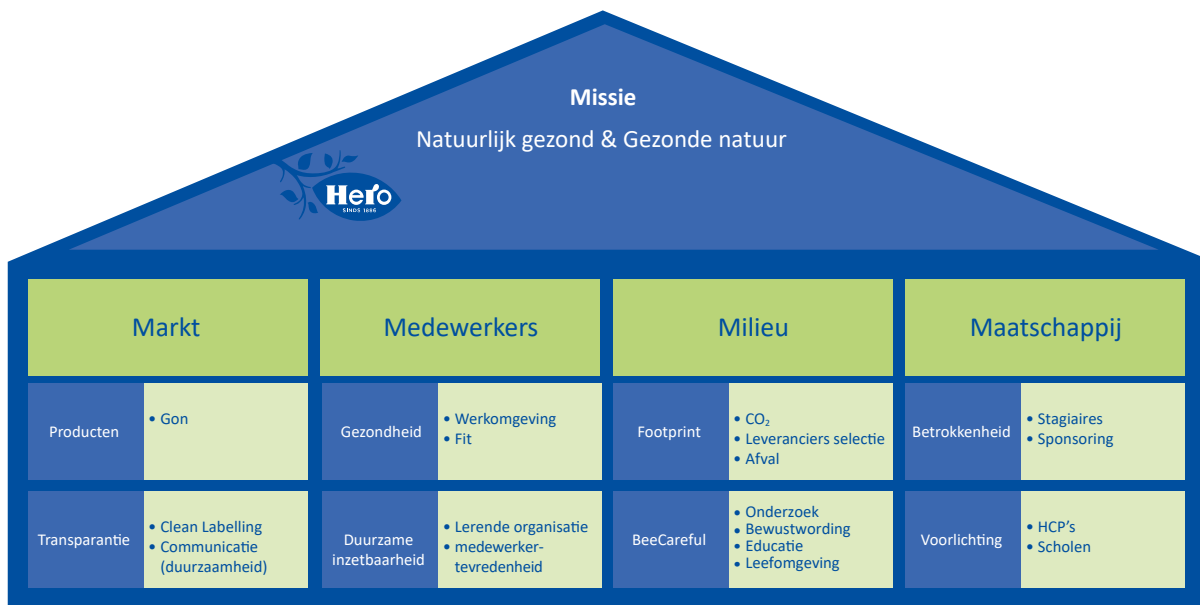 Missie
Natuurlijk gezond & Gezonde natuur
Hero
SINDS 1886
Markt
Medewerkers
Milieu
Maatschappij
Producten
• Gon
Gezondheid
• Werkomgeving
• Fit
Footprint
• CO₂
• Leveranciers selectie
• Afval
Betrokkenheid
• Stagiaires
• Sponsoring
Transparantie
• Clean Labelling
• Communicatie
(duurzaamheid)
Duurzame
inzetbaarheid
• Lerende organisatie
• medewerker-
tevredenheid
BeeCareful
• Onderzoek
• Bewustwording
• Educatie
• Leefomgeving
Voorlichting
• HCP's
• Scholen